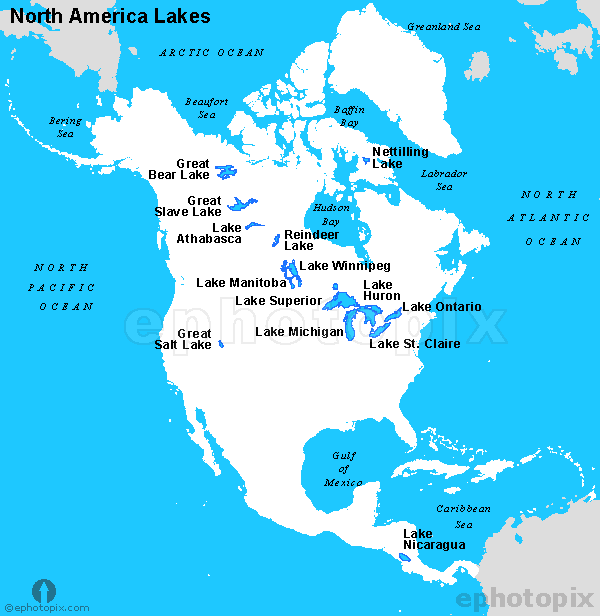 North America Lakes
Greanland Sea
ARCTIC OCEAN
Beaufort
Sea
Baffin
Bay
Bering
Sea
Nettilling
Lake
Great
Bear Lake
Labrador
Sea
Great
Slave Lake
Hudson
Bay
NORTH
ATLANTIC
OCEAN
Lake
Athabasca
Reindeer
Lake
NORTH
PACIFIC
OCEAN
Lake Winnipeg
Lake Manitoba
Lake
Huron
Lake Superior
Lake Ontario
ephotopix
Lake Michigan
Great
Salt Lake
Lake St. Claire
Gulf
of
Mexico
Caribbean
Sea
Lake
Nicaragua
©ephotopix.com
ephotopix